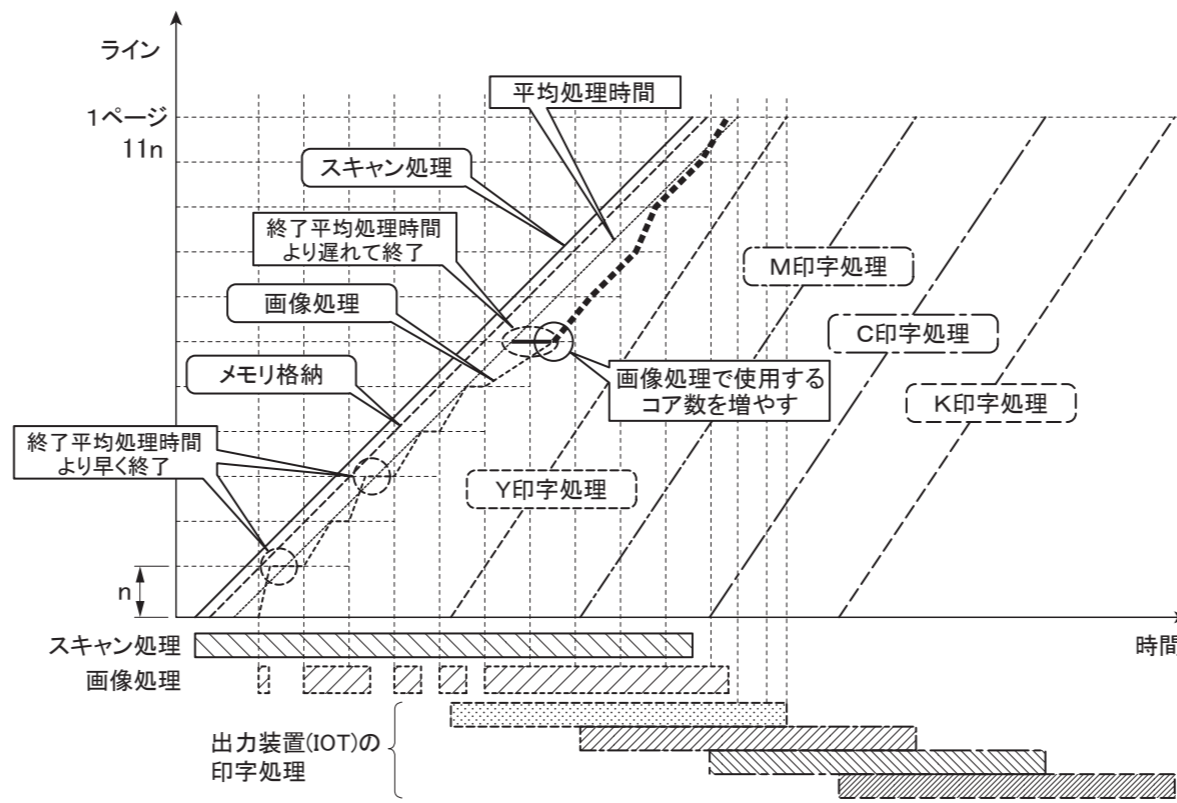 ライン
1ページ
11n
平均処理時間
スキャン処理
終了平均処理時間
より遅れて終了
画像処理
メモリ格納
終了平均処理時間
より早く終了
M印字処理
C印字処理
K印字処理
Y印字処理
画像処理で使用する
コア数を増やす
n
時間
スキャン処理
画像処理
出力装置(IOT)の
印字処理